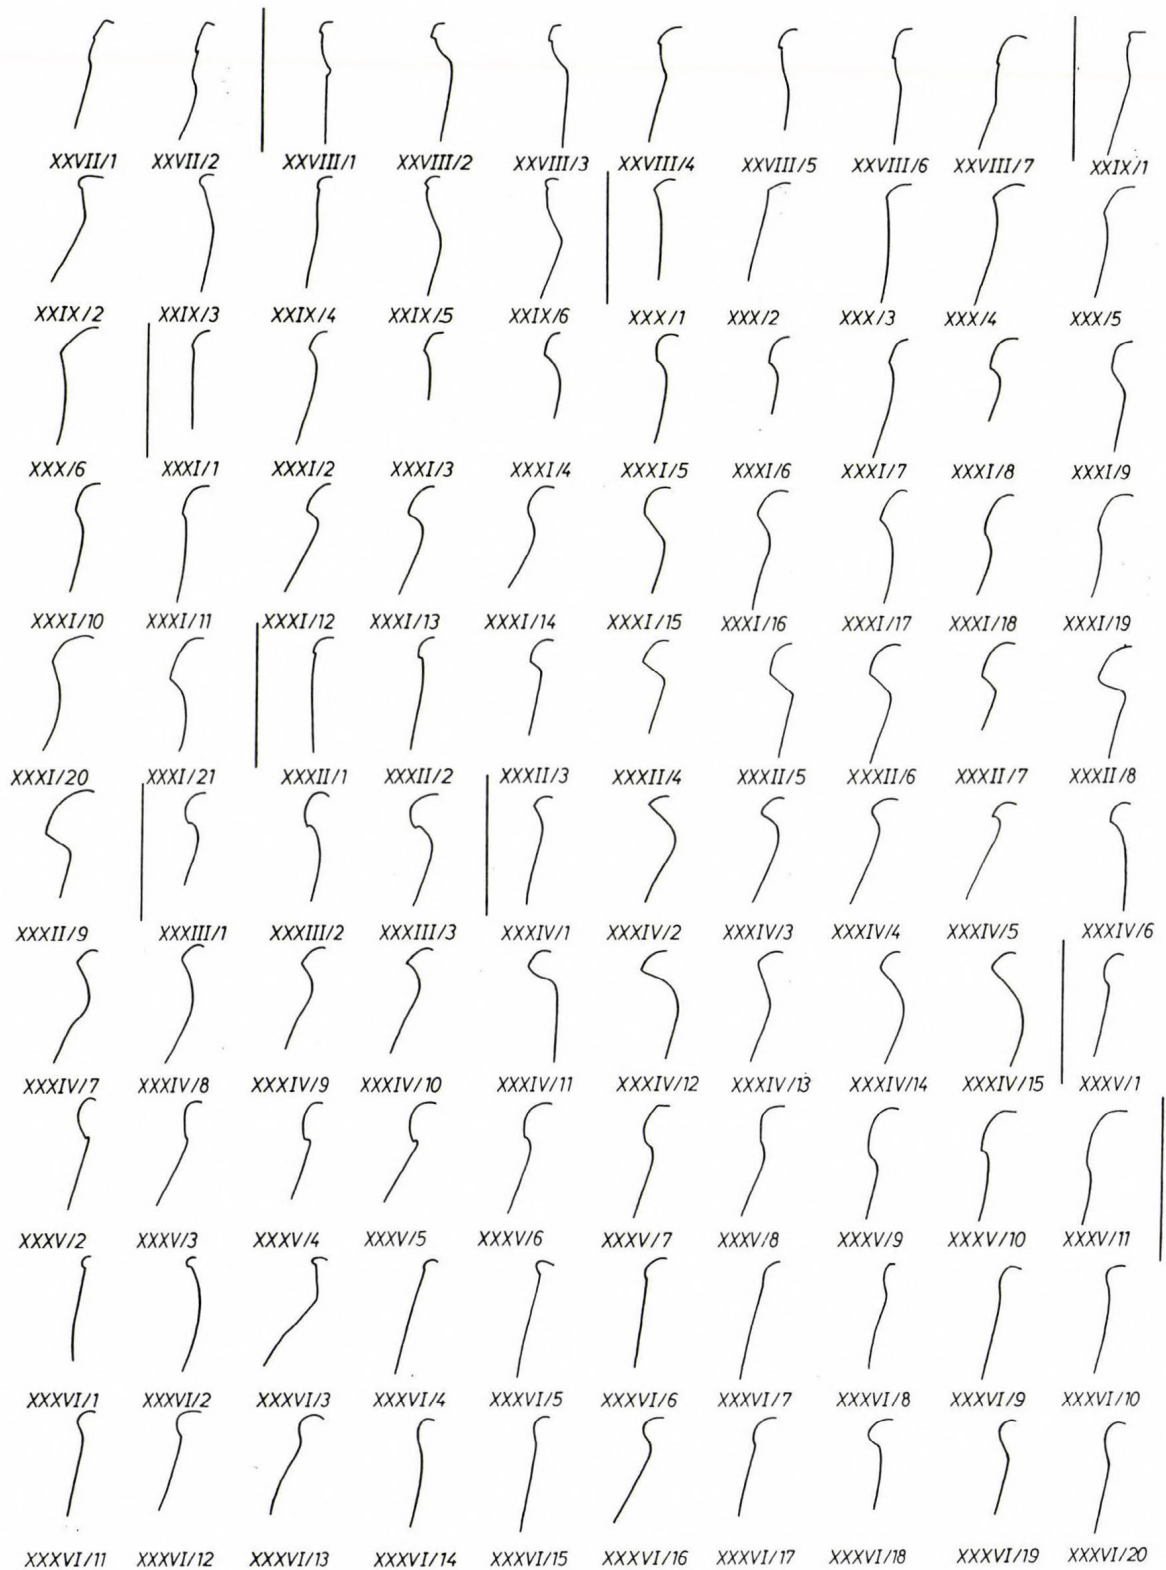 XXVII/1 XXVII/2 XXVIII/1 XXVIII/2 XXVIII/3 XXVIII/4 XXVIII/5 XXVIII/6 XXVIII/7 XXIX/1
XXIX/2 XXIX/3 XXIX/4 XXIX/5 XXIX/6 XXX/1 XXX/2 XXX/3 XXX/4 XXX/5
XXX/6 XXXI/1 XXXI/2 XXXI/3 XXXI/4 XXXI/5 XXXI/6 XXXI/7 XXXI/8 XXXI/9
XXXI/10 XXXI/11 XXXI/12 XXXI/13 XXXI/14 XXXI/15 XXXI/16 XXXI/17 XXXI/18 XXXI/19
XXXI/20 XXXI/21 XXXII/1 XXXII/2 XXXII/3 XXXII/4 XXXII/5 XXXII/6 XXXII/7 XXXII/8
XXXII/9 XXXIII/1 XXXIII/2 XXXIII/3 XXXIV/1 XXXIV/2 XXXIV/3 XXXIV/4 XXXIV/5 XXXIV/6
XXXIV/7 XXXIV/8 XXXIV/9 XXXIV/10 XXXIV/11 XXXIV/12 XXXIV/13 XXXIV/14 XXXIV/15 XXXV/1
XXXV/2 XXXV/3 XXXV/4 XXXV/5 XXXV/6 XXXV/7 XXXV/8 XXXV/9 XXXV/10 XXXV/11
XXXVI/1 XXXVI/2 XXXVI/3 XXXVI/4 XXXVI/5 XXXVI/6 XXXVI/7 XXXVI/8 XXXVI/9 XXXVI/10
XXXVI/11 XXXVI/12 XXXVI/13 XXXVI/14 XXXVI/15 XXXVI/16 XXXVI/17 XXXVI/18 XXXVI/19 XXXVI/20